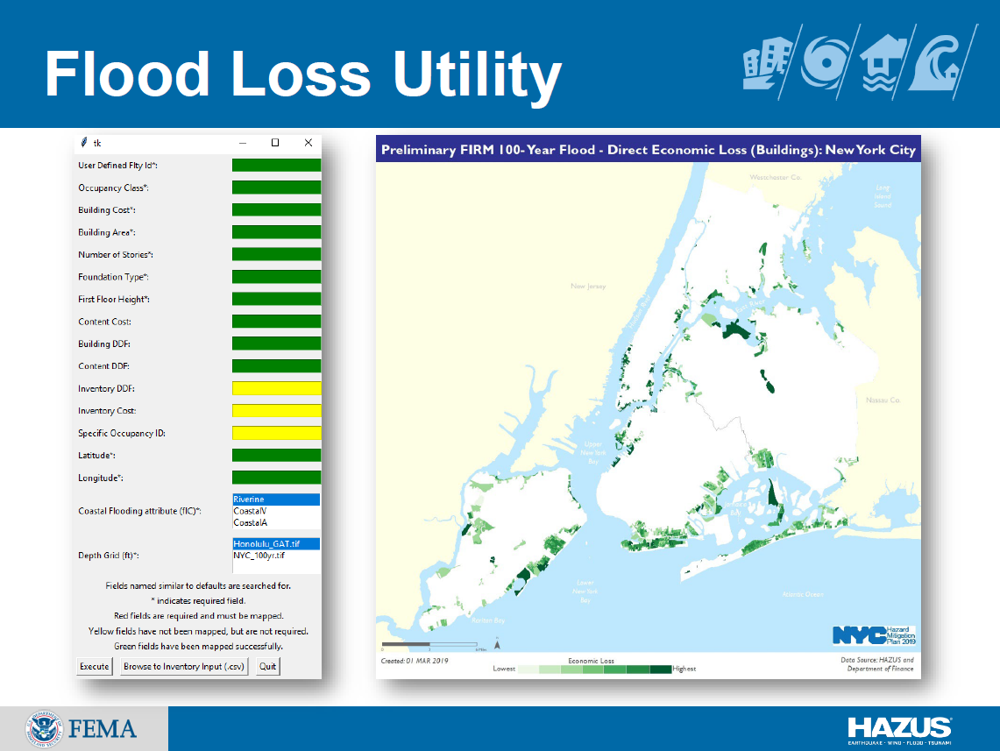 Flood Loss Utility
tk
User Defined Flty Id*:
Occupancy Class*:
Building Cost*:
Building Area*:
Number of Stories*:
Foundation Type*:
First Floor Height*:
Content Cost:
Building DDF:
Content DDF:
Inventory DDF:
Inventory Cost:
Specific Occupancy ID:
Latitude*:
Longitude*:
Coastal Flooding attribute (flC)*:
Riverine
CoastalV
CoastalA
Depth Grid (ft)*:
Honolulu_GAT.tif
NYC_100yr.tif
Fields named similar to defaults are searched for.
* indicates required field.
Red fields are required and must be mapped.
Yellow fields have not been mapped, but are not required.
Green fields have been mapped successfully.
Execute
Browse to Inventory Input (.csv)
Quit
Preliminary FIRM 100-Year Flood - Direct Economic Loss (Buildings): New York City
Westchester Co.
Long
Island
Sound
New Jersey
Hudson River
East River
Nassau Co.
Upper
New York
Bay
Jamaica
Bay
Lower
New York
Bay
Atlantic Ocean
Raritan Bay
NYC Hazard
Mitigation
Plan 2019
Created: 01 MAR 2019
Economic Loss
Lowest
Highest
Data Source: HAZUS and
Department of Finance
FEMA
HAZUS
EARTHQUAKE · WIND · FLOOD · TSUNAMI